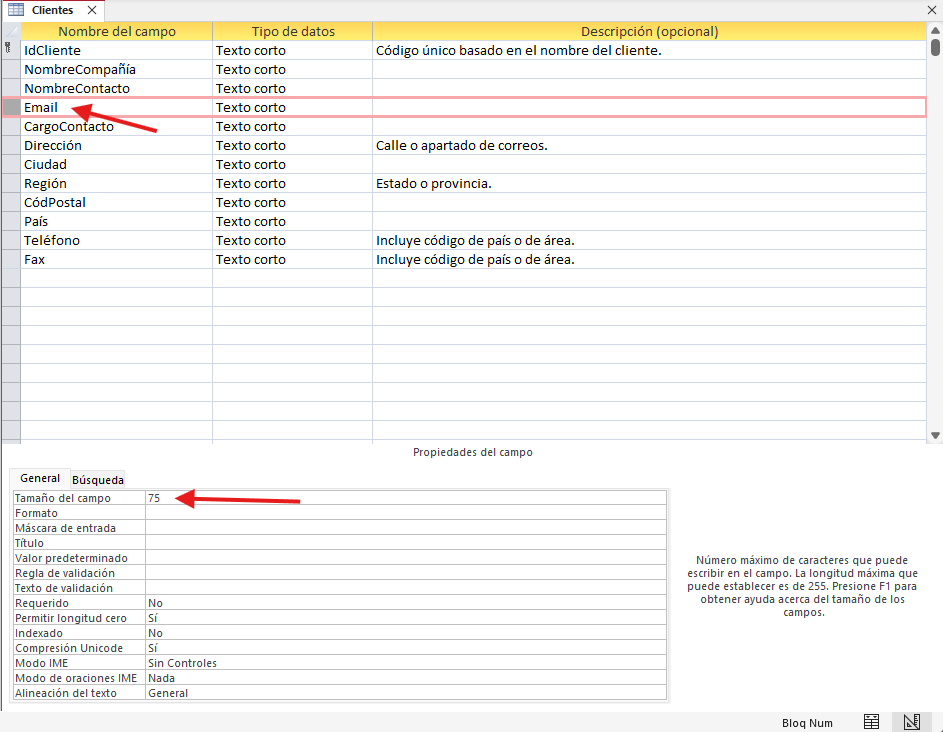 Clientes
Nombre del campo Tipo de datos Descripción (opcional)
IdCliente Texto corto Código único basado en el nombre del cliente.
NombreCompañía Texto corto
NombreContacto Texto corto
Email Texto corto
CargoContacto Texto corto
Dirección Texto corto Calle o apartado de correos.
Ciudad Texto corto
Región Texto corto Estado o provincia.
CódPostal Texto corto
País Texto corto
Teléfono Texto corto Incluye código de país o de área.
Fax Texto corto Incluye código de país o de área.
Propiedades del campo
General Búsqueda
Tamaño del campo 75
Formato
Máscara de entrada
Título
Valor predeterminado
Regla de validación
Texto de validación
Requerido No
Permitir longitud cero Sí
Indexado No
Compresión Unicode Sí
Modo IME Sin Controles
Modo de oraciones IME Nada
Alineación del texto General
Número máximo de caracteres que puede
escribir en el campo. La longitud máxima que
puede establecer es de 255. Presione F1 para
obtener ayuda acerca del tamaño de los
campos.
Bloq Num